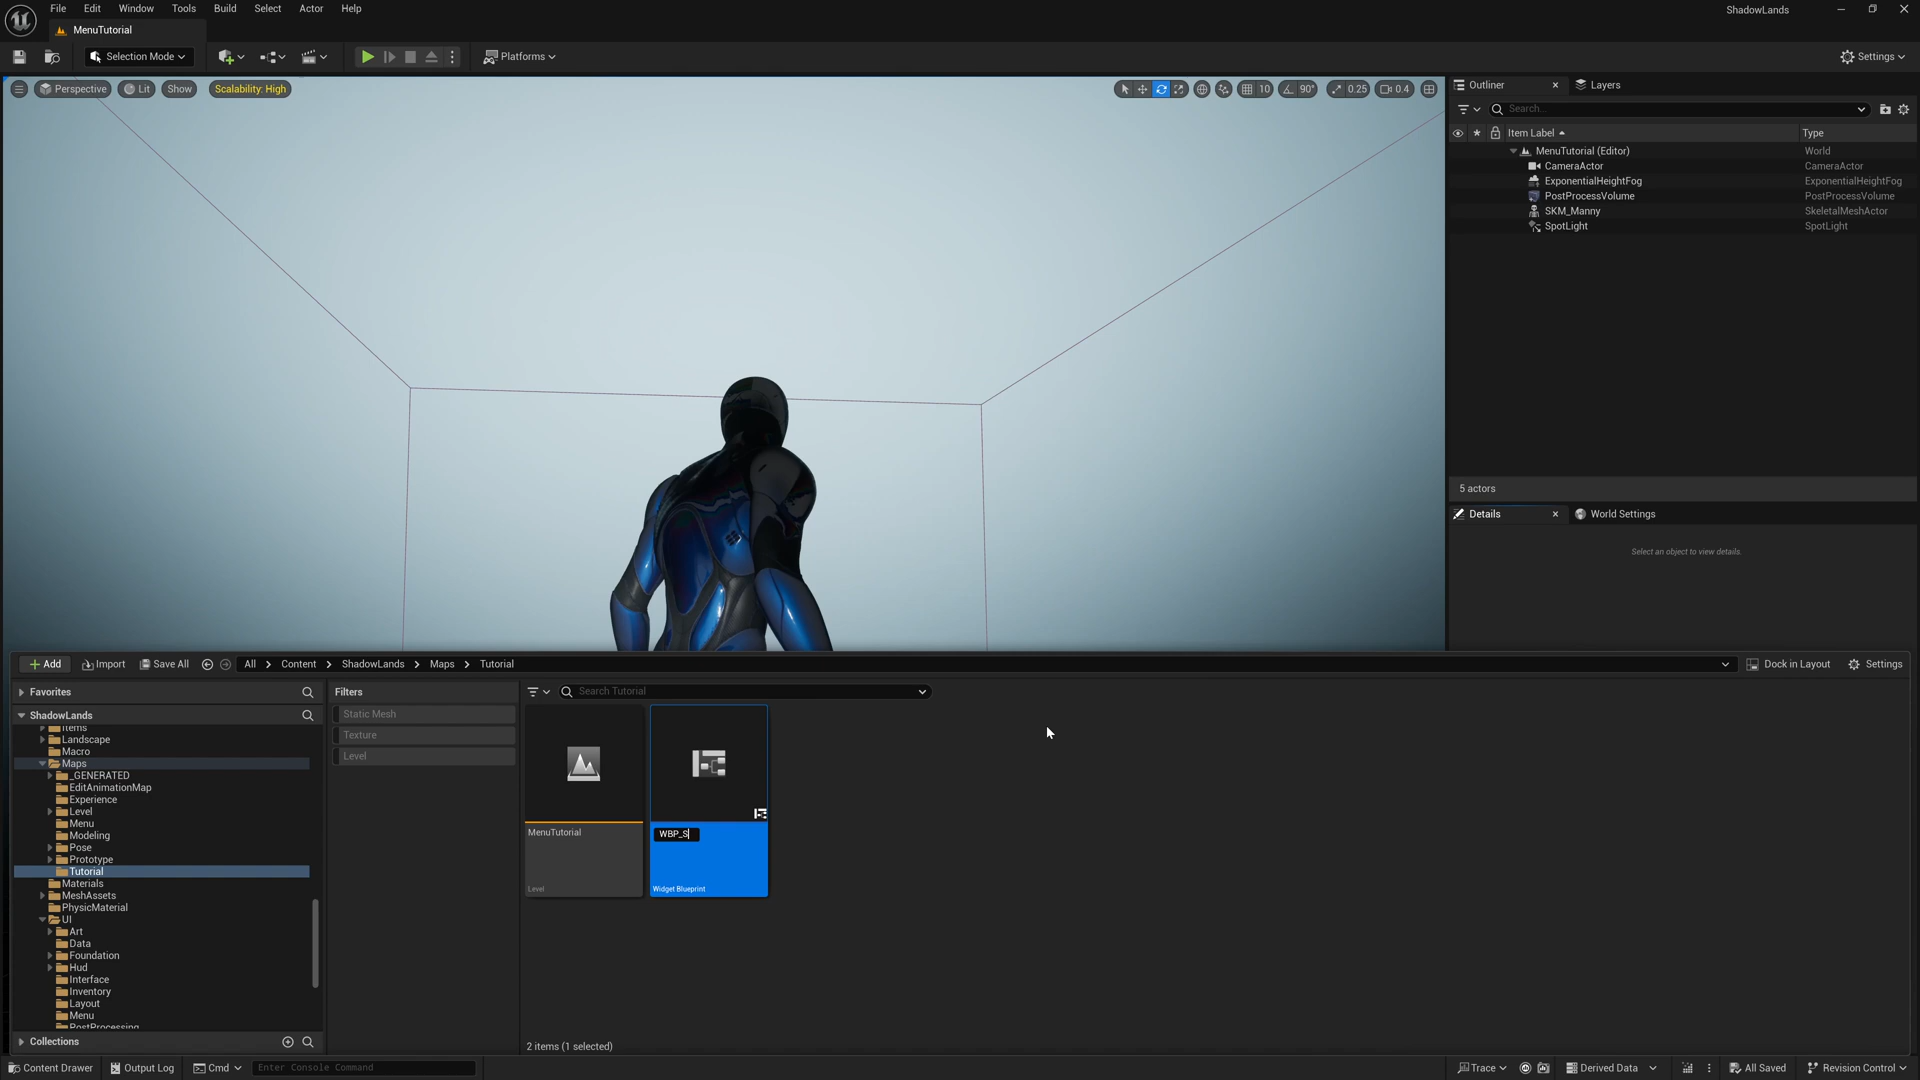 File Edit Window Tools Build Select Actor Help
ShadowLands
MenuTutorial
Selection Mode
Platforms
Settings
Perspective
Lit
Show
Scalability: High
10
90°
0.25
0.4
Outliner
Layers
Search...
Item Label
Type
MenuTutorial (Editor) World
CameraActor CameraActor
ExponentialHeightFog ExponentialHeightFog
PostProcessVolume PostProcessVolume
SKM_Manny SkeletalMeshActor
SpotLight SpotLight
5 actors
Details
World Settings
Select an object to view details.
Add
Import
Save All
All
Content
ShadowLands
Maps
Tutorial
Dock in Layout
Settings
Favorites
ShadowLands
Items
Landscape
Macro
Maps
_GENERATED
EditAnimationMap
Experience
Level
Menu
Modeling
Pose
Prototype
Tutorial
Materials
MeshAssets
PhysicMaterial
UI
Art
Data
Foundation
Hud
Interface
Inventory
Layout
Menu
PostProcessing
Collections
Filters
Static Mesh
Texture
Level
Search Tutorial
MenuTutorial
Level
WBP_S
Widget Blueprint
2 items (1 selected)
Content Drawer
Output Log
Cmd
Enter Console Command
Trace
Derived Data
All Saved
Revision Control